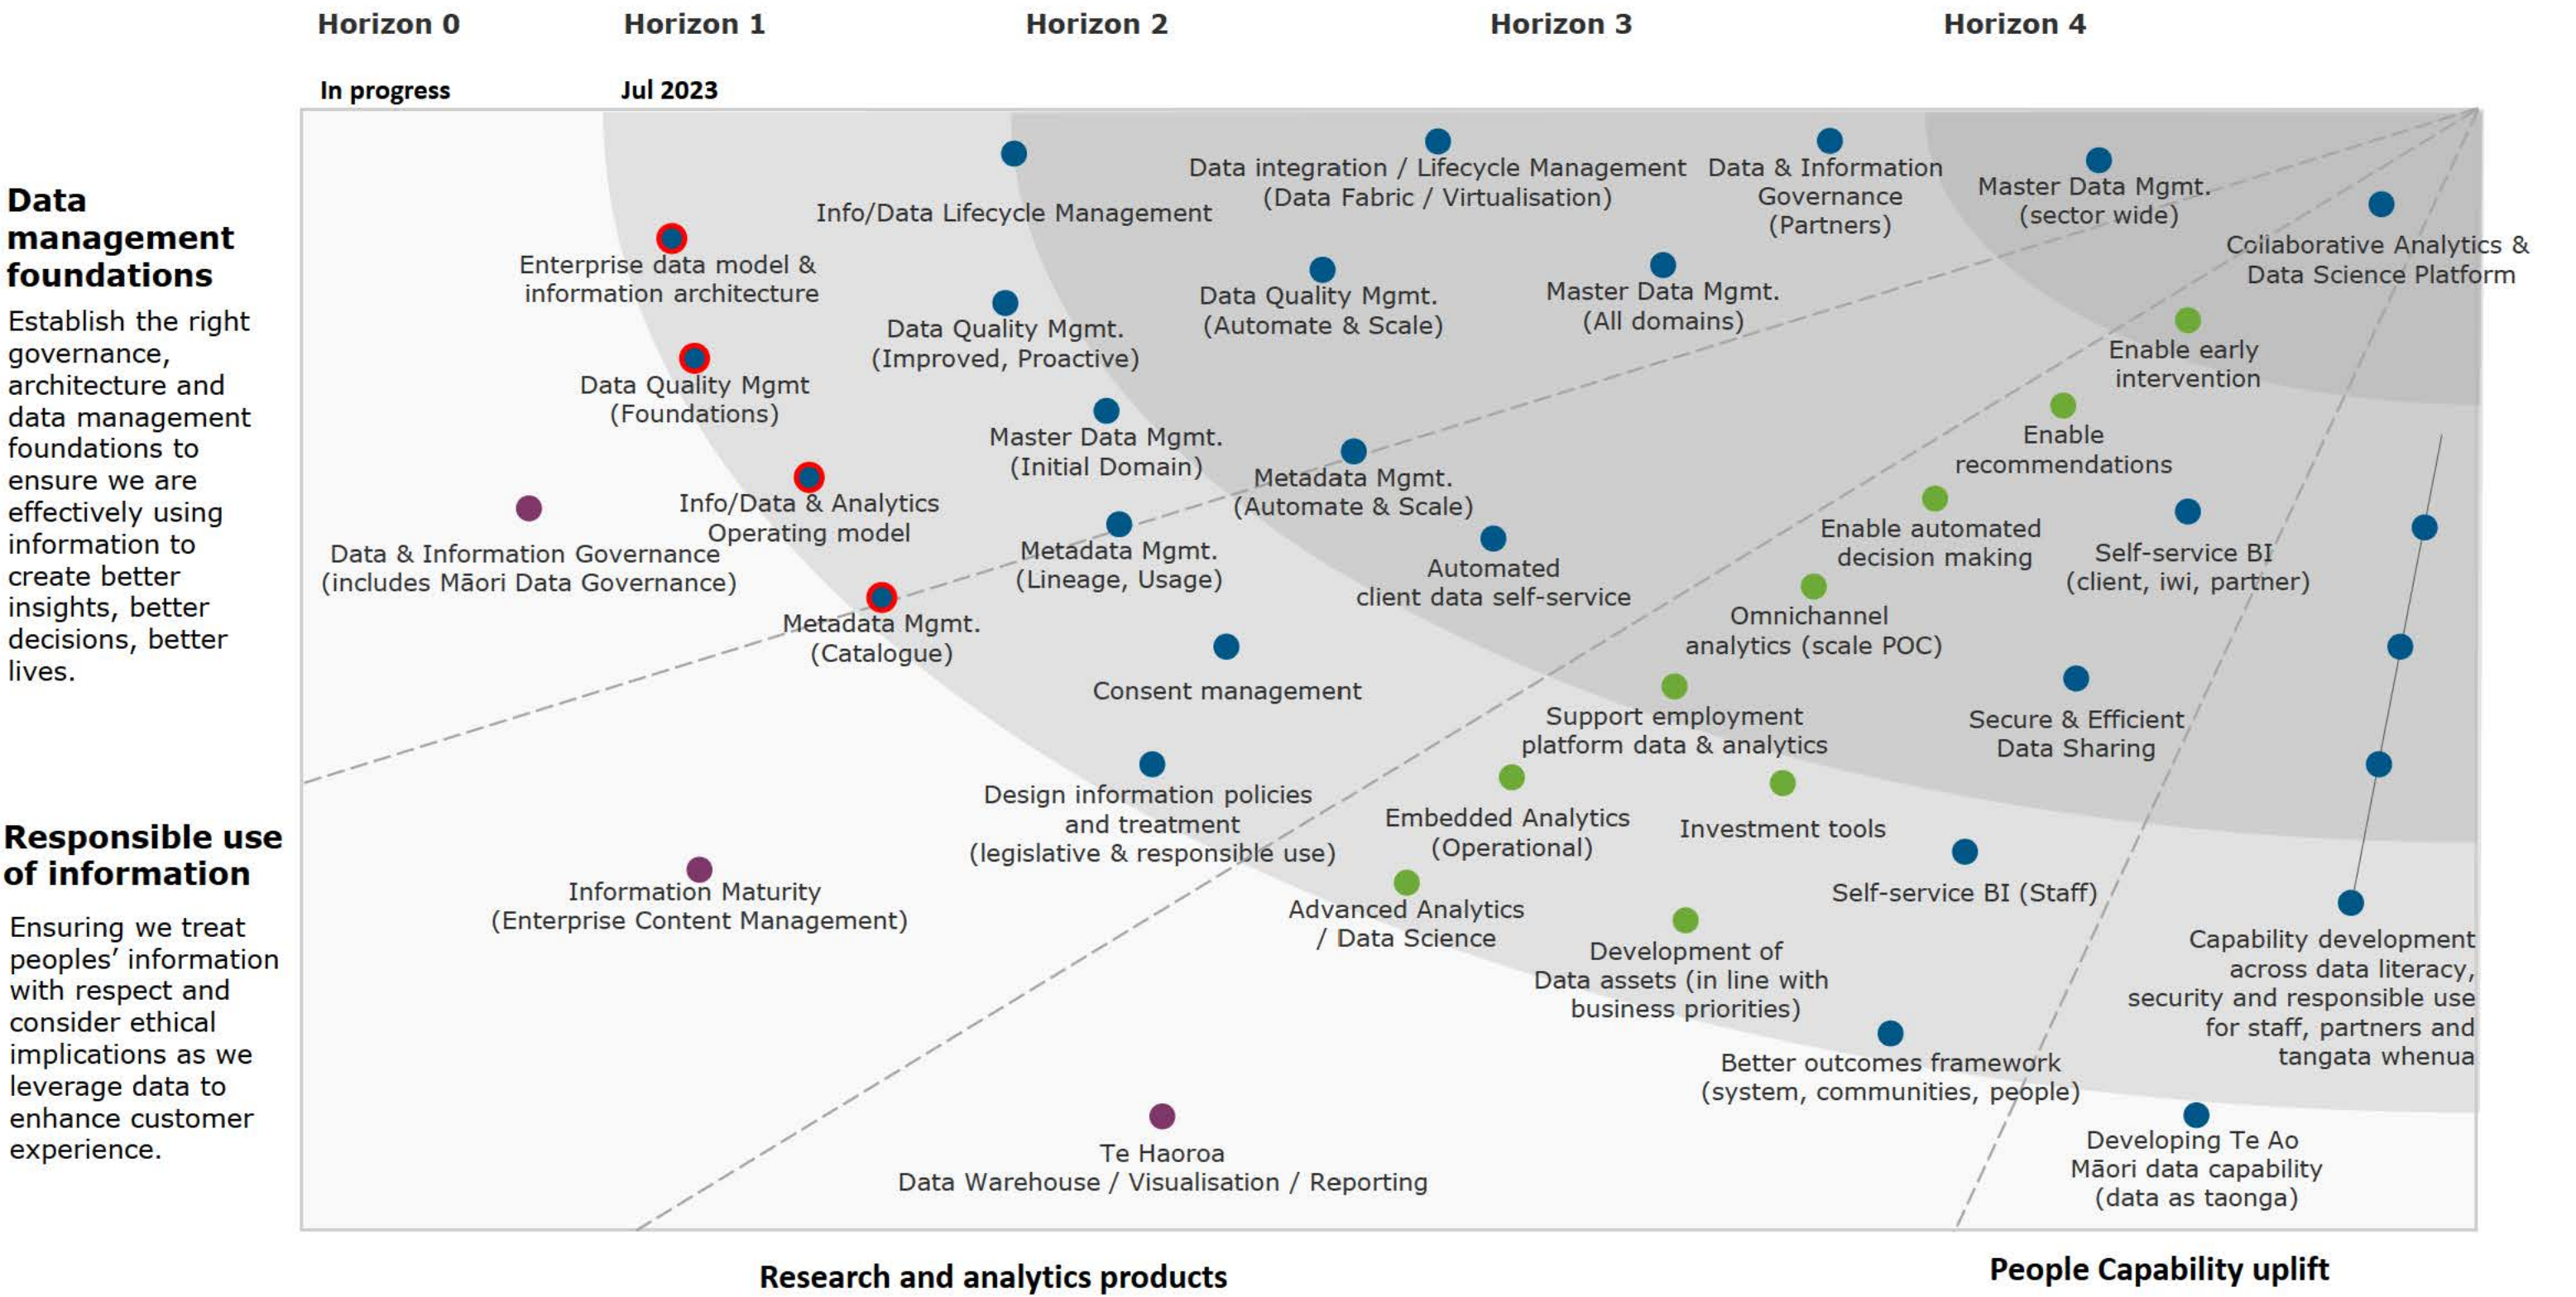 Horizon 0
Horizon 1
Horizon 2
Horizon 3
Horizon 4
In progress
Jul 2023
Data
management
foundations
Establish the right
governance,
architecture and
data management
foundations to
ensure we are
effectively using
information to
create better
insights, better
decisions, better
lives.
Responsible use
of information
Ensuring we treat
peoples’ information
with respect and
consider ethical
implications as we
leverage data to
enhance customer
experience.
Enterprise data model &
information architecture
Data Quality Mgmt
(Foundations)
Info/Data & Analytics
Operating model
Data & Information Governance
(includes Māori Data Governance)
Metadata Mgmt.
(Catalogue)
Information Maturity
(Enterprise Content Management)
Info/Data Lifecycle Management
Data Quality Mgmt.
(Improved, Proactive)
Master Data Mgmt.
(Initial Domain)
Metadata Mgmt.
(Lineage, Usage)
Consent management
Design information policies
and treatment
(legislative & responsible use)
Te Haoroa
Data Warehouse / Visualisation / Reporting
Data integration / Lifecycle Management
(Data Fabric / Virtualisation)
Data Quality Mgmt.
(Automate & Scale)
Metadata Mgmt.
(Automate & Scale)
Automated
client data self-service
Data & Information
Governance
(Partners)
Master Data Mgmt.
(All domains)
Master Data Mgmt.
(sector wide)
Collaborative Analytics &
Data Science Platform
Enable early
intervention
Enable
recommendations
Enable automated
decision making
Omnichannel
analytics (scale POC)
Support employment
platform data & analytics
Embedded Analytics
(Operational)
Investment tools
Advanced Analytics
/ Data Science
Development of
Data assets (in line with
business priorities)
Self-service BI
(client, iwi, partner)
Secure & Efficient
Data Sharing
Self-service BI (Staff)
Better outcomes framework
(system, communities, people)
Capability development
across data literacy,
security and responsible use
for staff, partners and
tangata whenua
Developing Te Ao
Māori data capability
(data as taonga)
Research and analytics products
People Capability uplift